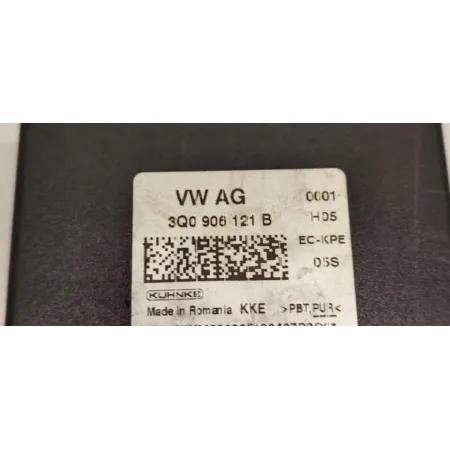 VW AG 0001
3Q0 906 121 B H05
EC-KPE
05S
KUHNKE
Made in Romania KKE >PBT,PUR<